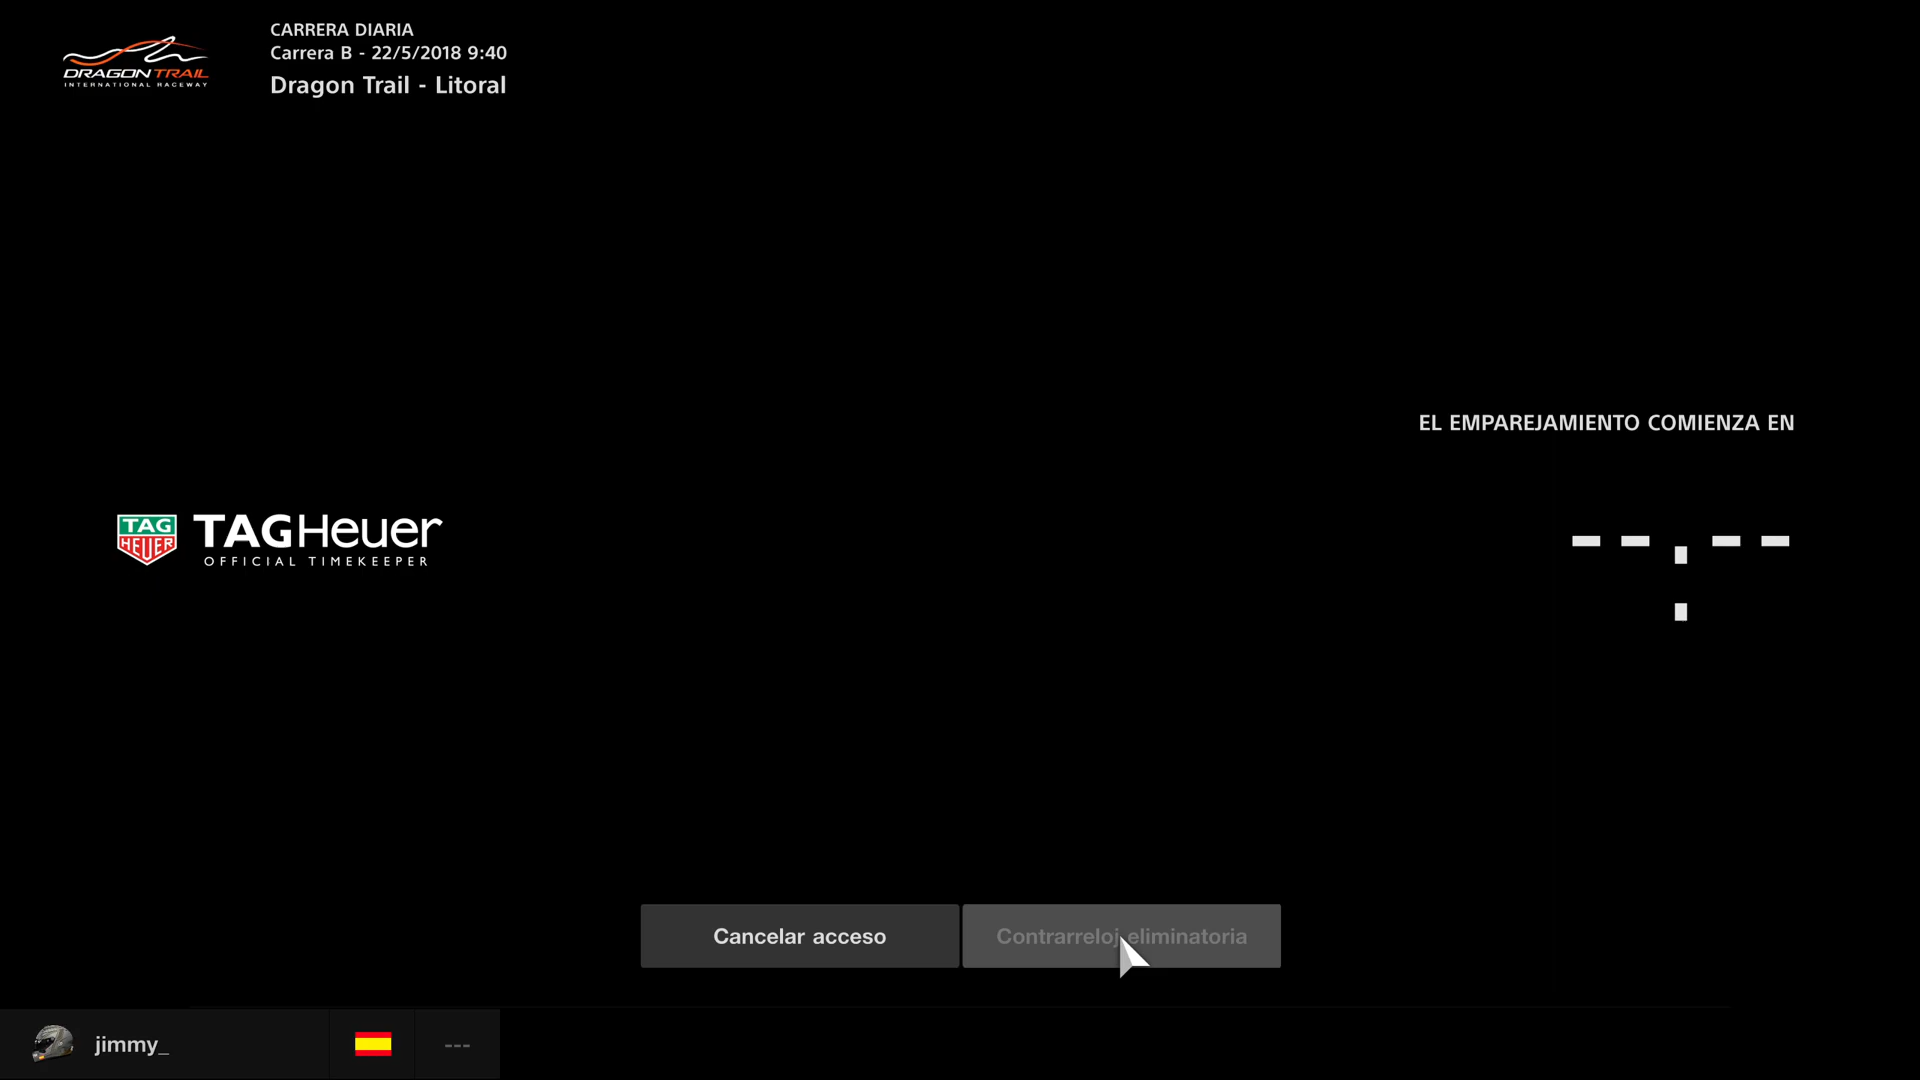 DRAGON TRAIL
INTERNATIONAL RACEWAY
CARRERA DIARIA
Carrera B - 22/5/2018 9:40
Dragon Trail - Litoral
EL EMPAREJAMIENTO COMIENZA EN
-- : --
TAG
HEUER
TAGHeuer
OFFICIAL TIMEKEEPER
Cancelar acceso
Contrarreloj eliminatoria
jimmy_
---